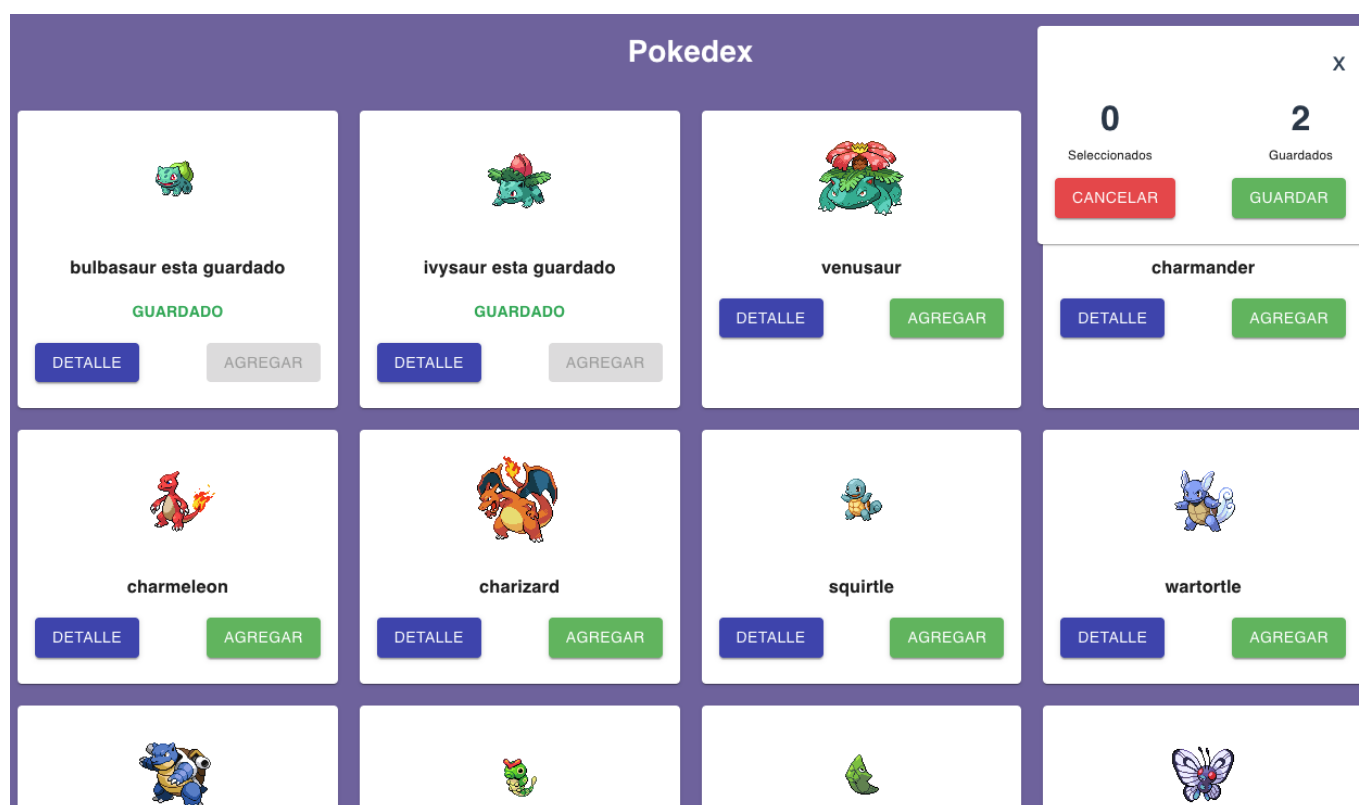 Pokedex
X
0
2
Seleccionados
Guardados
CANCELAR
GUARDAR
bulbasaur esta guardado
GUARDADO
DETALLE
AGREGAR
ivysaur esta guardado
GUARDADO
DETALLE
AGREGAR
venusaur
DETALLE
AGREGAR
charmander
DETALLE
AGREGAR
charmeleon
DETALLE
AGREGAR
charizard
DETALLE
AGREGAR
squirtle
DETALLE
AGREGAR
wartortle
DETALLE
AGREGAR